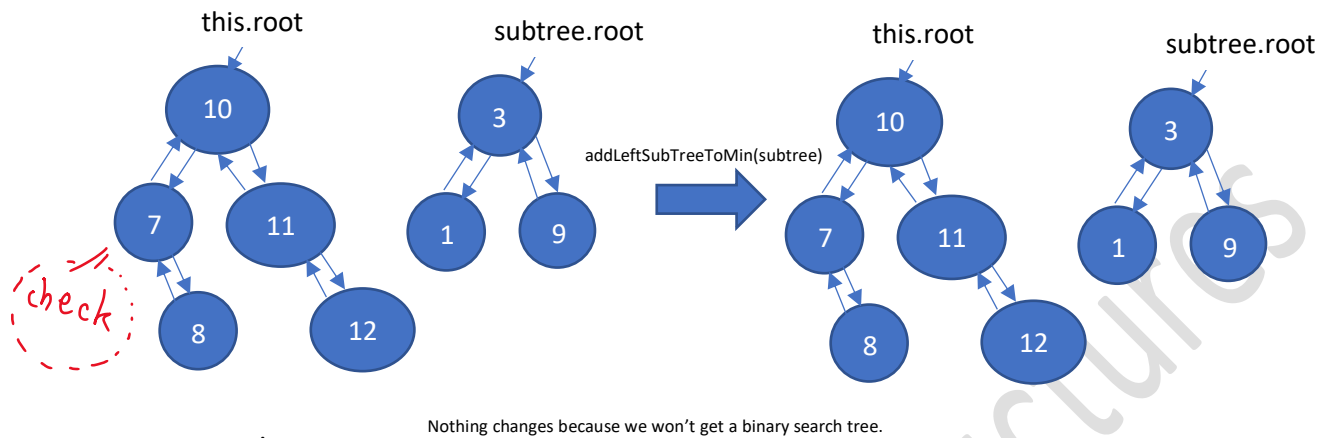 this.root
subtree.root
this.root
subtree.root
10
3
10
3
addLeftSubTreeToMin(subtree)
7
11
1
9
7
11
1
9
check
8
12
8
12
Nothing changes because we won't get a binary search tree.